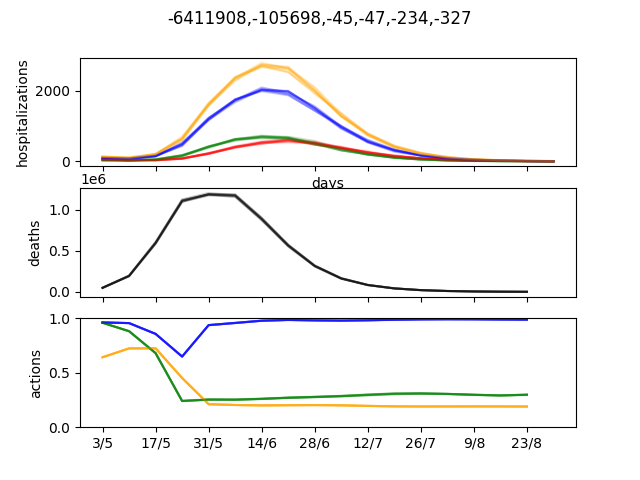 -6411908,-105698,-45,-47,-234,-327
hospitalizations
2000
0
days
1e6
deaths
1.0
0.5
0.0
actions
1.0
0.5
0.0
3/5 17/5 31/5 14/6 28/6 12/7 26/7 9/8 23/8